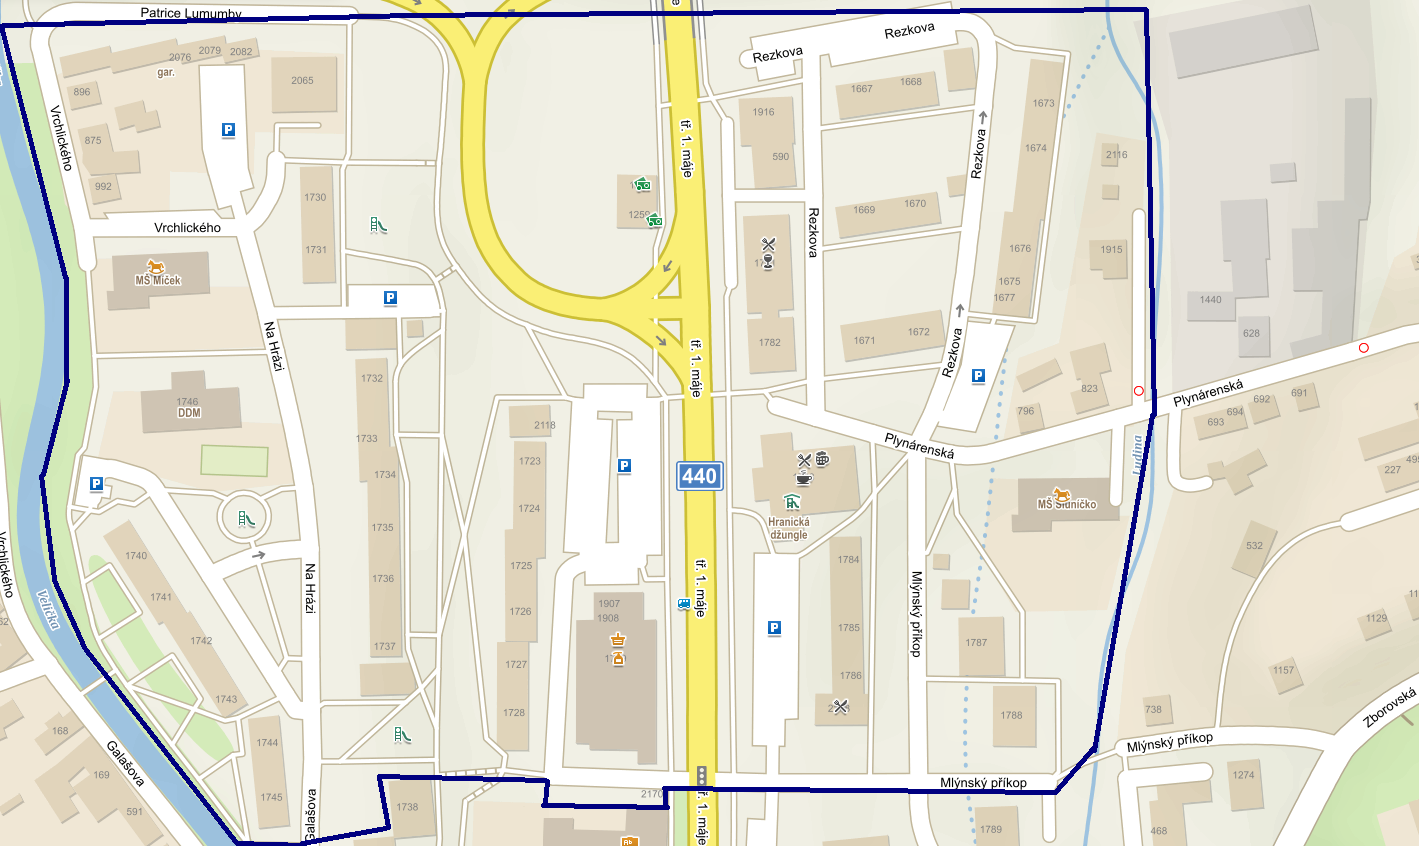 Patrice Lumumby
Rezkova
Rezkova
2076
2079
2082
gar.
2065
896
875
992
Vrchlického
1667
1668
1916
590
1673
1674
tř. 1. máje
Rezkova
2116
1730
1731
Vrchlického
1259
1669
1670
Rezkova
1676
1675
1677
1915
MŠ Míček
1440
628
Na Hrázi
1782
1671
1672
Rezkova
tř. 1. máje
1732
1746
DDM
823
796
Plynárenská
691
692
694
693
2118
1733
1723
1734
440
Plynárenská
Ludina
227
1724
1735
Hranická
džungle
MŠ Sluníčko
532
1740
1741
1742
1743
Na Hrázi
1725
1736
1726
1737
1784
1785
1786
Vrchlického
Velička
1907
1908
tř. 1. máje
Mlýnský příkop
1787
1129
1157
1727
1728
1788
738
Zborovská
168
169
591
Galašova
1744
1745
Galašova
1738
2170
tř. 1. máje
Mlýnský příkop
Mlýnský příkop
1274
468
1789